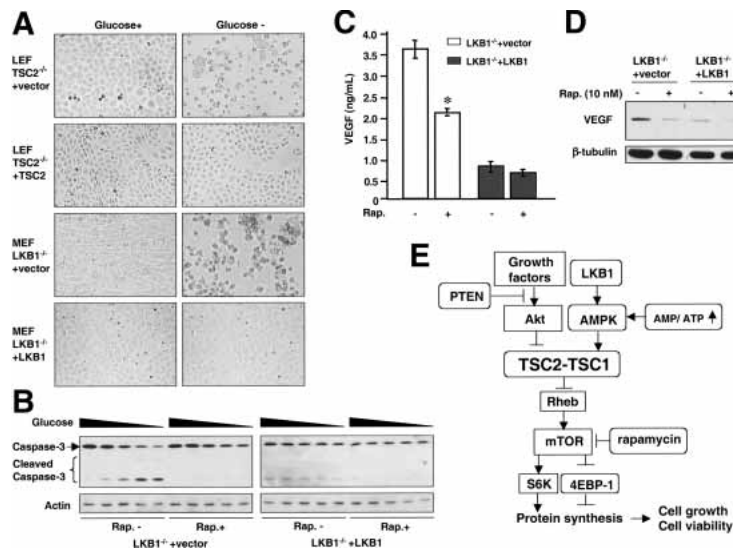 A
Glucose+ Glucose -
LEF
TSC2-/-
+vector
LEF
TSC2-/-
+TSC2
MEF
LKB1-/-
+vector
MEF
LKB1-/-
+LKB1
B
Glucose
Caspase-3
Cleaved
Caspase-3
Actin
Rap. - Rap.+ Rap. - Rap.+
LKB1-/-+vector LKB1-/-+LKB1
C
VEGF (ng/mL)
4.0
3.5
3.0
2.5
2.0
1.5
1.0
0.5
0
LKB1-/-+vector
LKB1-/-+LKB1
*
Rap. - + - +
D
LKB1-/- LKB1-/-
+vector +LKB1
Rap. (10 nM) - + - +
VEGF
β-tubulin
E
Growth
factors
LKB1
PTEN
Akt
AMPK
AMP/ ATP
TSC2-TSC1
Rheb
mTOR
rapamycin
S6K
4EBP-1
Protein synthesis
Cell growth
Cell viability